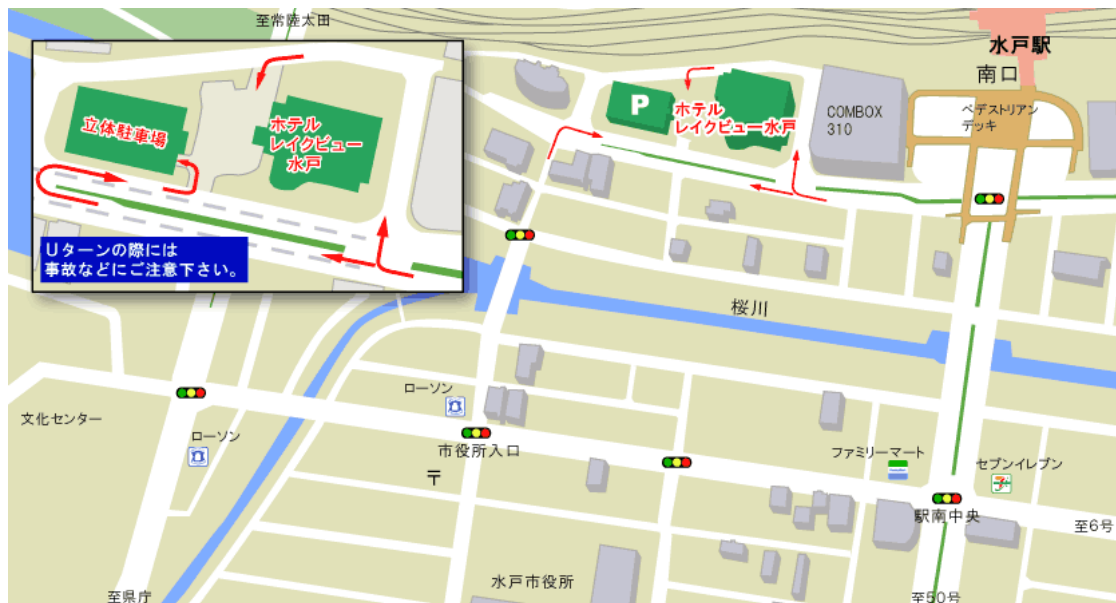 至常陸太田
水戸駅
南口
ペデストリアン
デッキ
COMBOX
310
P
ホテル
レイクビュー水戸
立体駐車場
ホテル
レイクビュー
水戸
Uターンの際には
事故などにご注意下さい。
桜川
文化センター
ローソン
ローソン
市役所入口
〒
ファミリーマート
セブンイレブン
駅南中央
至6号
水戸市役所
至県庁
至50号